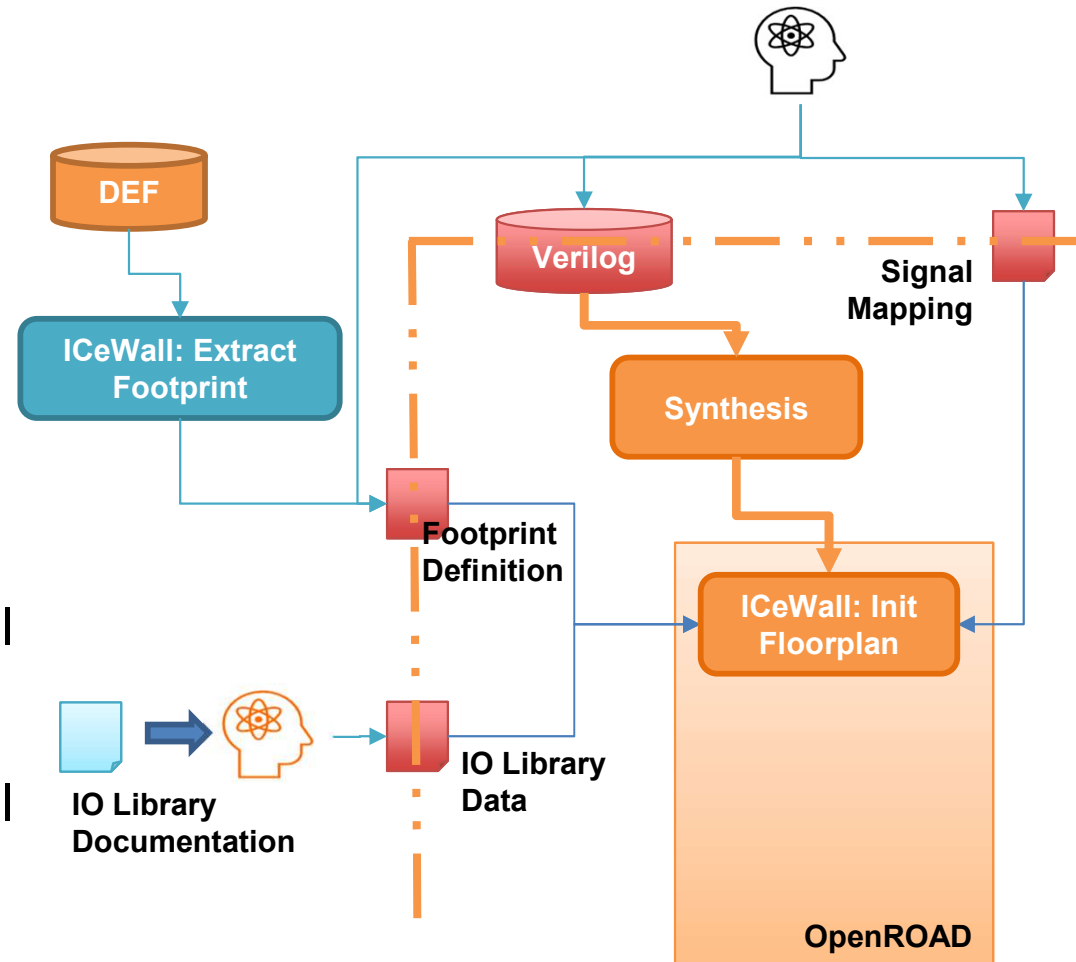 DEF
Verilog
Signal
Mapping
ICeWall: Extract
Footprint
Synthesis
Footprint
Definition
ICeWall: Init
Floorplan
IO Library
Data
IO Library
Documentation
OpenROAD